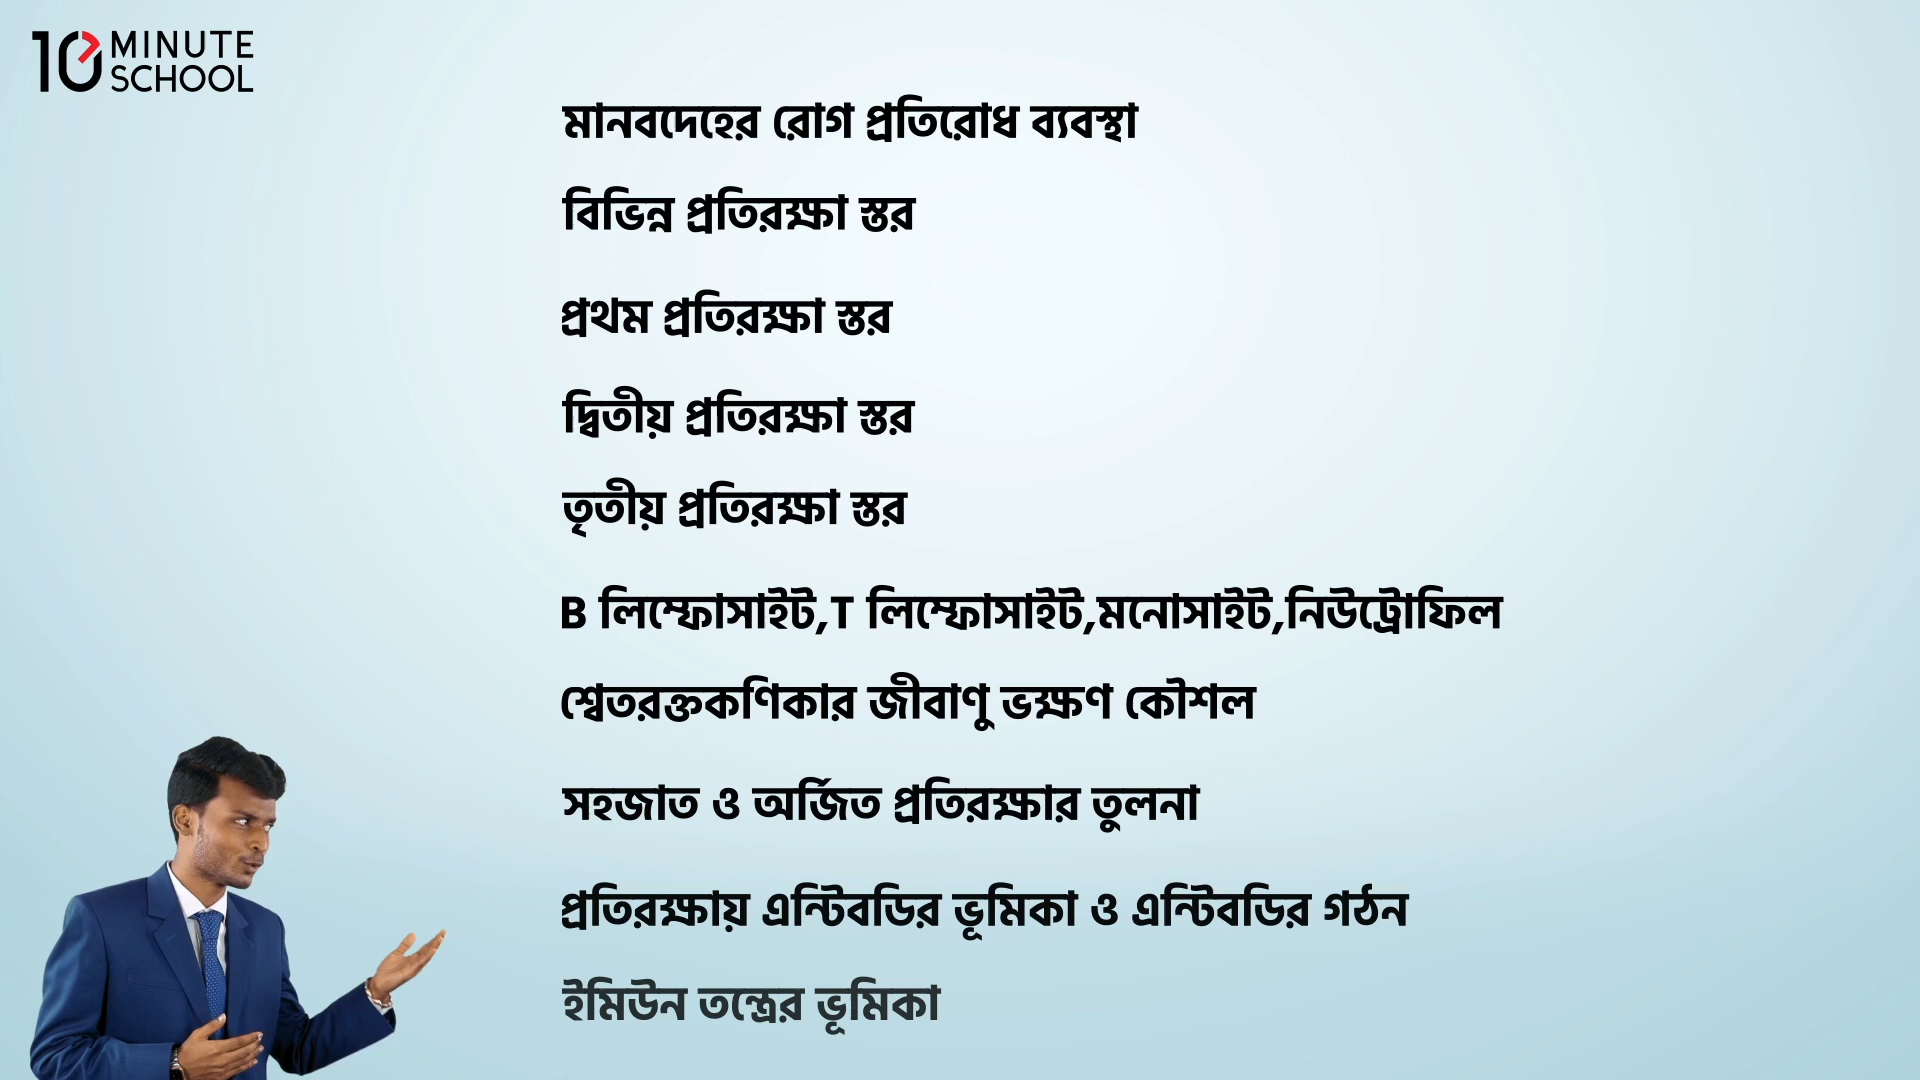 10 MINUTE
SCHOOL
মানবদেহের রোগ প্রতিরোধ ব্যবস্থা
বিভিন্ন প্রতিরক্ষা স্তর
প্রথম প্রতিরক্ষা স্তর
দ্বিতীয় প্রতিরক্ষা স্তর
তৃতীয় প্রতিরক্ষা স্তর
B লিম্ফোসাইট,T লিম্ফোসাইট,মনোসাইট,নিউট্রোফিল
শ্বেতরক্তকণিকার জীবাণু ভক্ষণ কৌশল
সহজাত ও অর্জিত প্রতিরক্ষার তুলনা
প্রতিরক্ষায় এন্টিবডির ভূমিকা ও এন্টিবডির গঠন
ইমিউন তন্ত্রের ভূমিকা